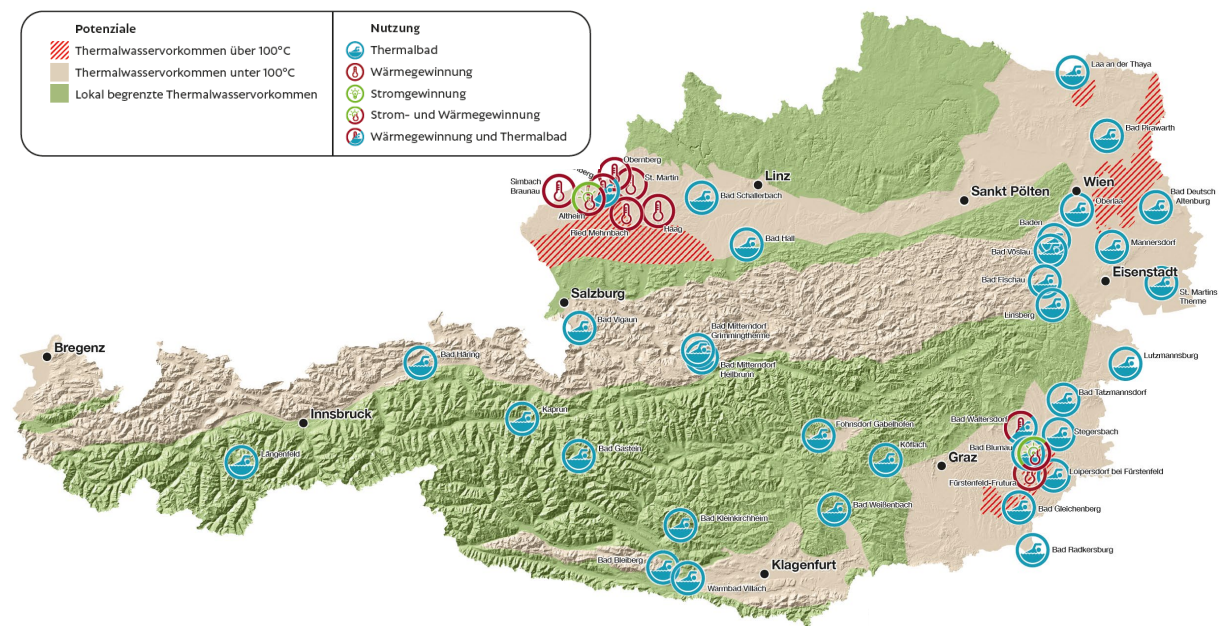 Potenziale
Thermalwasservorkommen über 100°C
Thermalwasservorkommen unter 100°C
Lokal begrenzte Thermalwasservorkommen
Nutzung
Thermalbad
Wärmegewinnung
Stromgewinnung
Strom- und Wärmegewinnung
Wärmegewinnung und Thermalbad
Laa an der Thaya
Bad Pirawarth
Obernberg
St. Martin
Simbach
Braunau
Altheim
Ried Mehrnbach
Haag
Linz
Bad Schallerbach
Bad Hall
Sankt Pölten
Wien
Oberlaa
Bad Deutsch
Altenburg
Baden
Bad Vöslau
Mannersdorf
Eisenstadt
Bad Fischau
St. Martins
Therme
Linsberg
Salzburg
Bad Vigaun
Bad Mitterndorf
Grimmingtherme
Bad Mitterndorf
Heilbrunn
Bregenz
Bad Häring
Innsbruck
Kaprun
Längenfeld
Bad Gastein
Lutzmannsburg
Bad Tatzmannsdorf
Bad Waltersdorf
Stegersbach
Fohnsdorf Gabelhofen
Köflach
Graz
Bad Blumau
Loipersdorf bei Fürstenfeld
Fürstenfeld-Frutura
Bad Gleichenberg
Bad Weißenbach
Bad Kleinkirchheim
Bad Radkersburg
Bad Bleiberg
Klagenfurt
Warmbad Villach